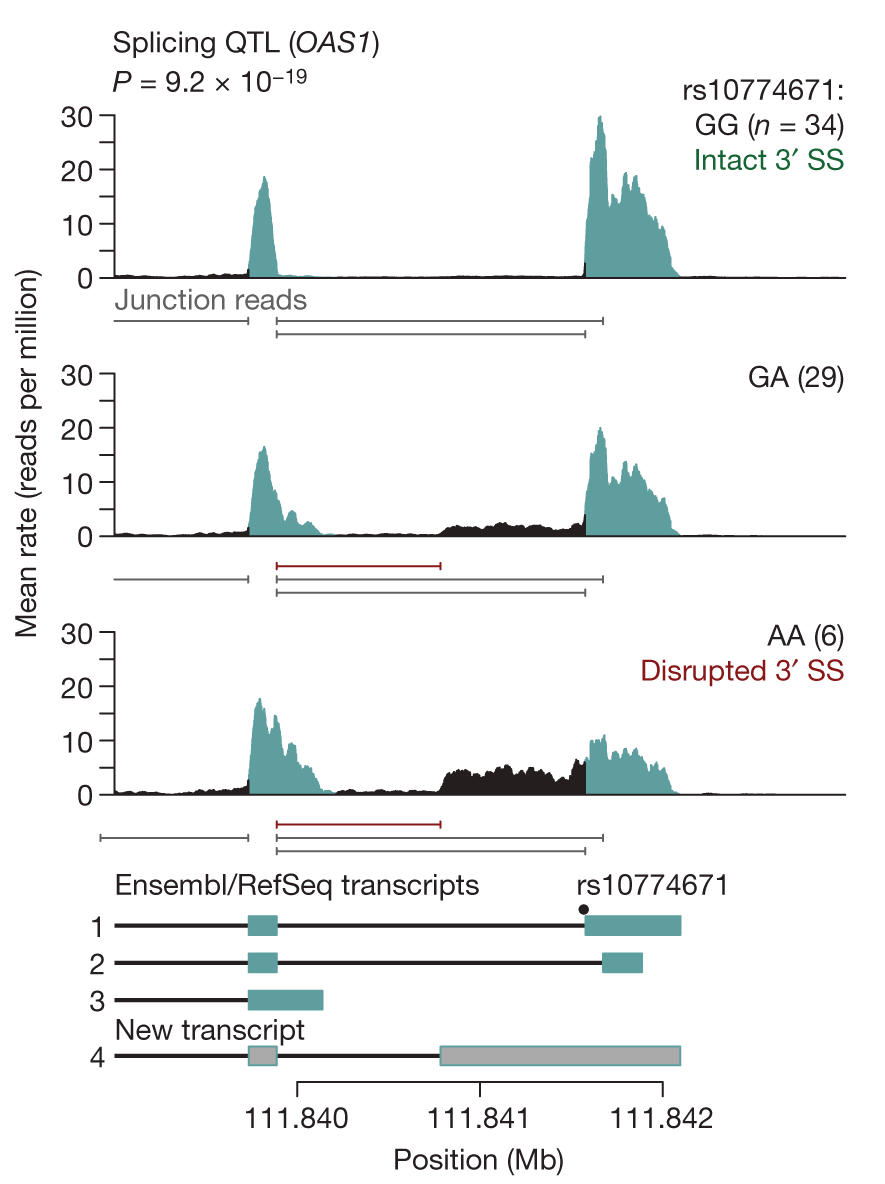 Splicing QTL (OAS1)
P = 9.2 × 10⁻¹⁹
rs10774671:
GG (n = 34)
Intact 3′ SS
30
20
10
0
Junction reads
Mean rate (reads per million)
30
GA (29)
20
10
0
30
AA (6)
Disrupted 3′ SS
20
10
0
Ensembl/RefSeq transcripts
rs10774671
1
2
3
New transcript
4
111.840 111.841 111.842
Position (Mb)